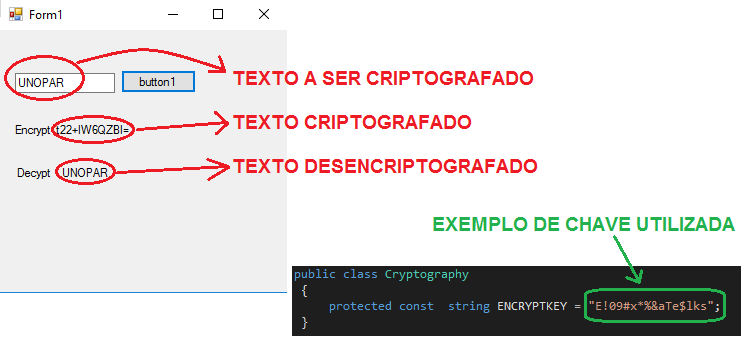 Form1
UNOPAR
button1
TEXTO A SER CRIPTOGRAFADO
Encrypt t22+IW6QZBI=
TEXTO CRIPTOGRAFADO
Decypt UNOPAR
TEXTO DESENCRIPTOGRAFADO
EXEMPLO DE CHAVE UTILIZADA
public class Cryptography
{
protected const string ENCRYPTKEY = "E!09#x*%&aTe$lks";
}